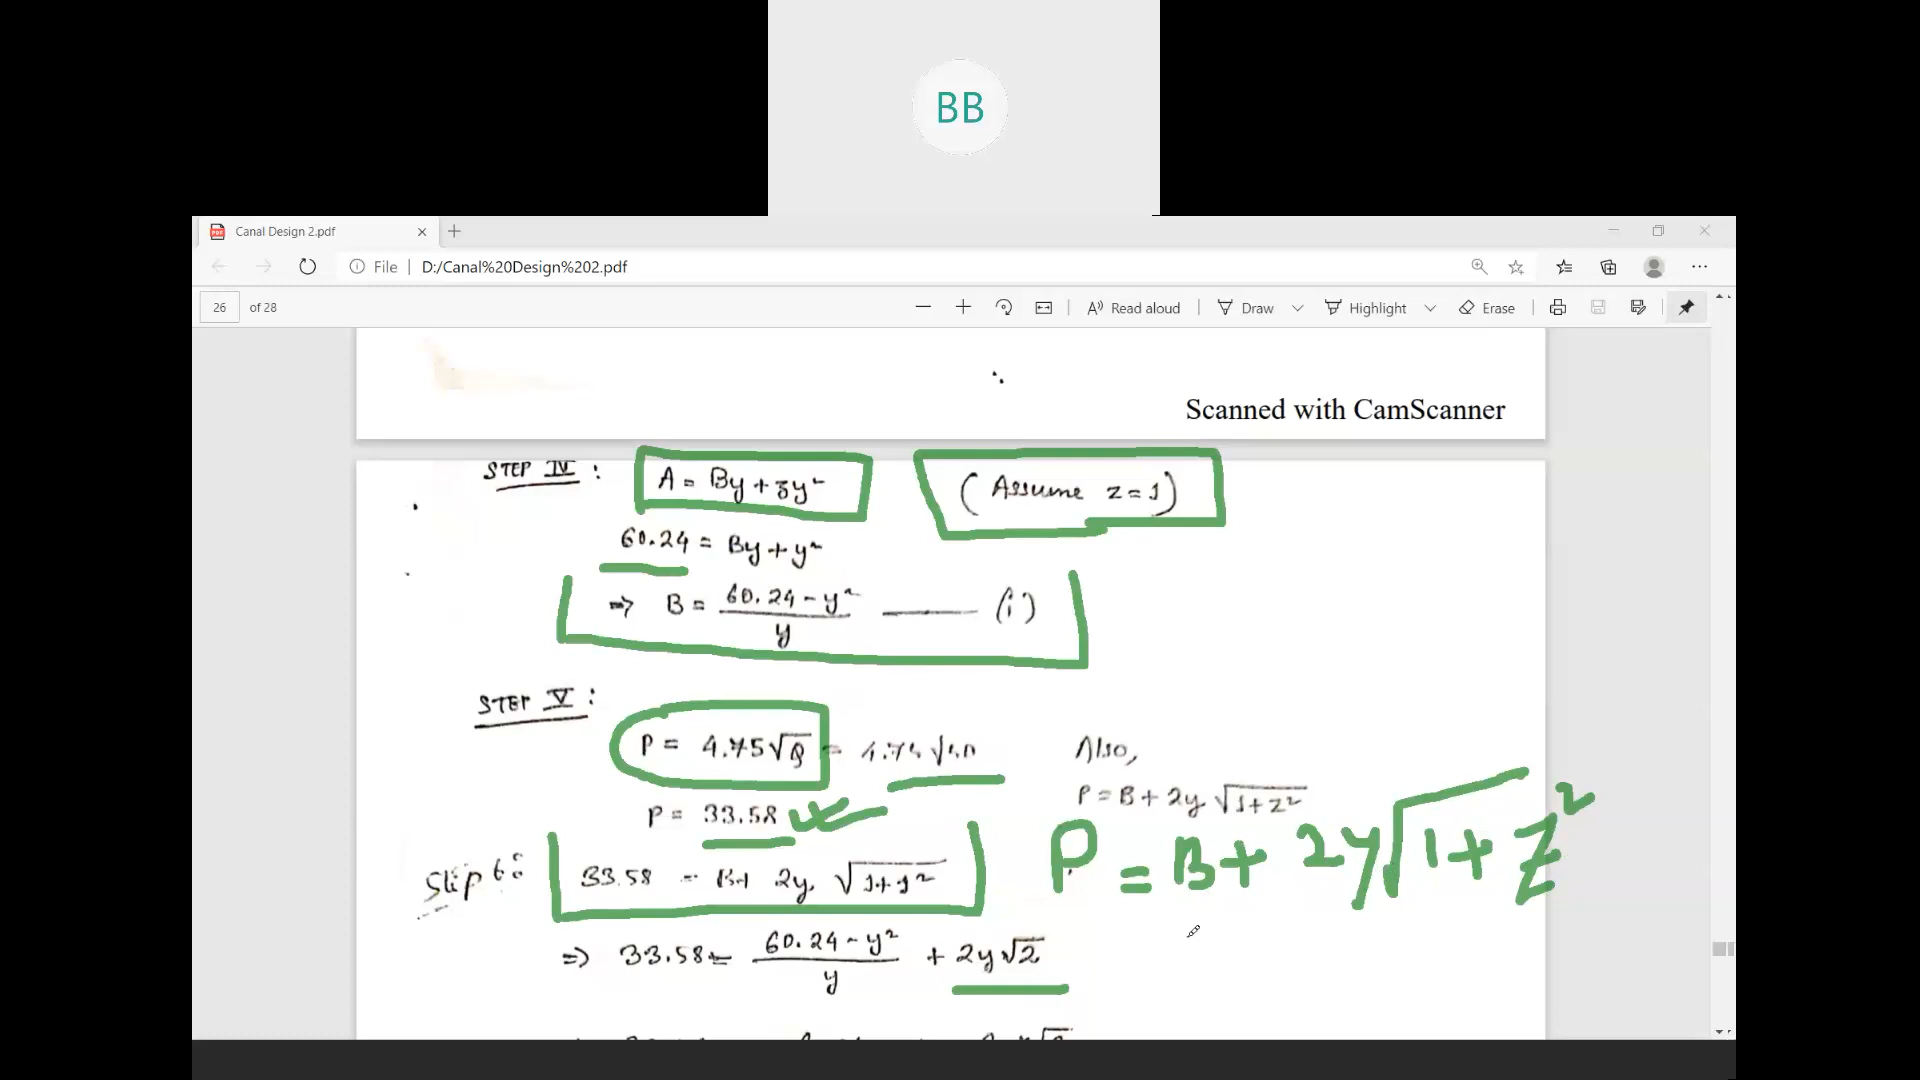 BB
Canal Design 2.pdf
File | D:/Canal%20Design%202.pdf
26 of 28
Read aloud Draw Highlight Erase
Scanned with CamScanner
STEP IV : A = By + zy² (Assume z = 1)
60.24 = By + y²
⇒ B = (60.24 - y²)/y —— (i)
STEP V :
P = 4.75√Q = 4.75 √50 Also,
P = B + 2y √1+z²
P = 33.58
P = B + 2y √1 + Z²
Step 6: 33.58 = B + 2y √1+1²
⇒ 33.58 = (60.24 - y²)/y + 2y√2